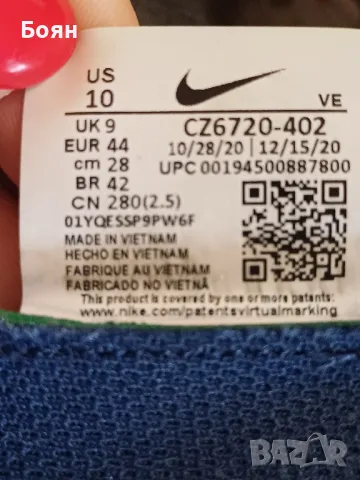 Боян
US
10
VE
UK 9
CZ6720-402
EUR 44
10/28/20 | 12/15/20
cm 28
UPC 00194500887800
BR 42
CN 280(2.5)
01YQESSP9PW6F
MADE IN VIETNAM
HECHO EN VIETNAM
FABRIQUE AU VIETNAM
FABRICADO NO VIETNÃ
This product is covered by one or more patents:
www.nike.com/patentsvirtualmarking
BAZAR
bg